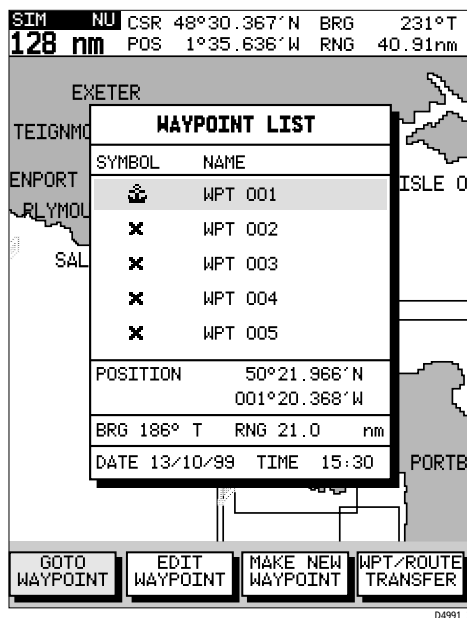 SIM NU CSR 48°30.367'N BRG 231°T
128 nm POS 1°35.636'W RNG 40.91nm
EXETER
TEIGNMO
WAYPOINT LIST
SYMBOL NAME
ENPORT
ISLE O
WPT 001
PLYMOU
WPT 002
SAL
WPT 003
WPT 004
WPT 005
POSITION 50°21.966'N
001°20.368'W
BRG 186° T RNG 21.0 nm
DATE 13/10/99 TIME 15:30
PORTB
GOTO WAYPOINT
EDIT WAYPOINT
MAKE NEW WAYPOINT
WPT/ROUTE TRANSFER
D4991